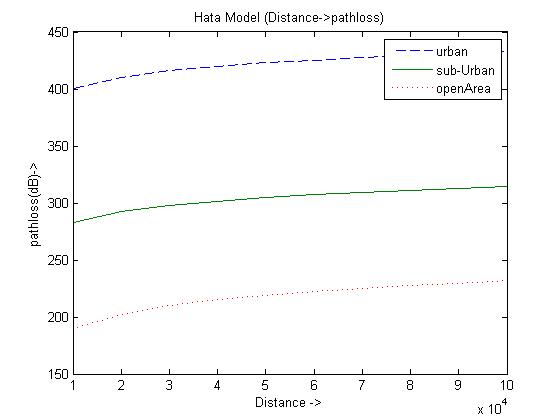 Hata Model (Distance->pathloss)
450
400
350
300
250
200
150
pathloss(dB)->
urban
sub-Urban
openArea
1 2 3 4 5 6 7 8 9 10
Distance ->
x 10^4